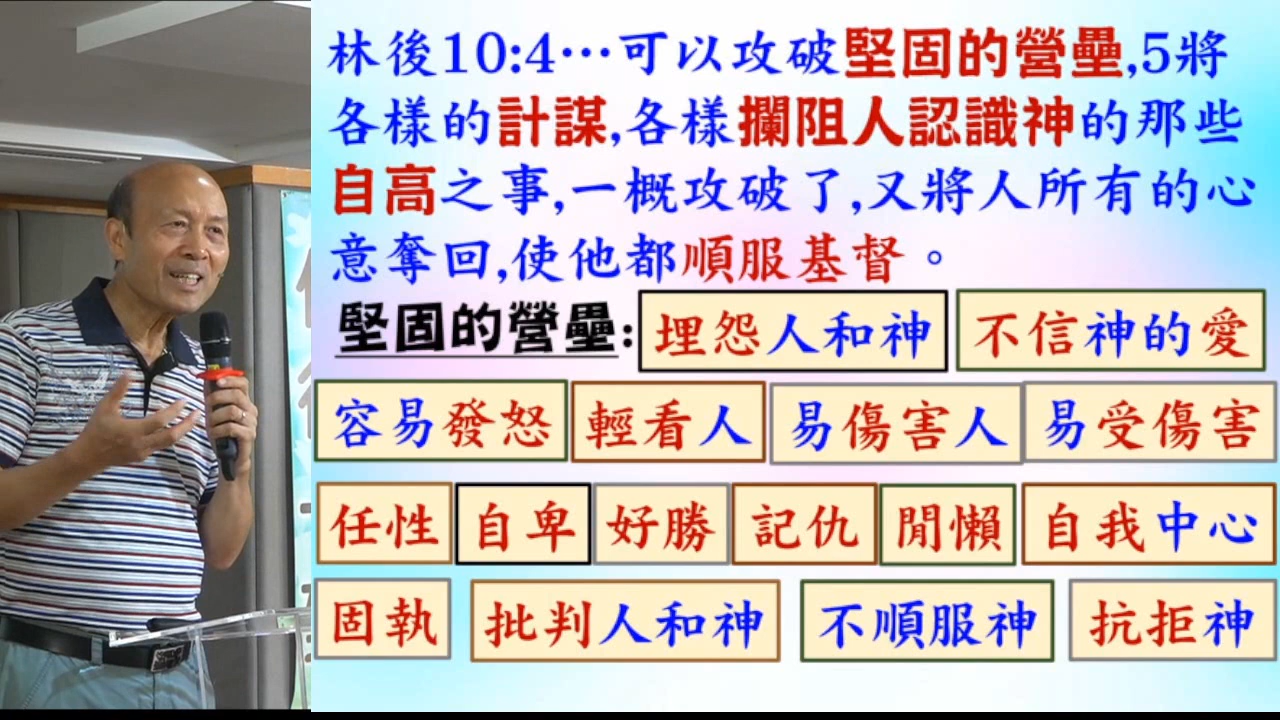 林後10:4…可以攻破堅固的營壘,5將
各樣的計謀,各樣攔阻人認識神的那些
自高之事,一概攻破了,又將人所有的心
意奪回,使他都順服基督。
堅固的營壘: 埋怨人和神 不信神的愛
容易發怒 輕看人 易傷害人 易受傷害
任性 自卑 好勝 記仇 閒懶 自我中心
固執 批判人和神 不順服神 抗拒神